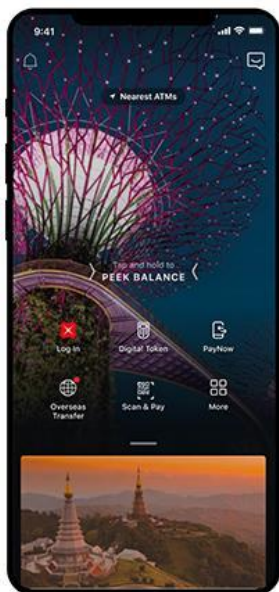 9:41
Nearest ATMs
Tap and hold to
PEEK BALANCE
Log In
Digital Token
PayNow
Overseas
Transfer
Scan & Pay
More